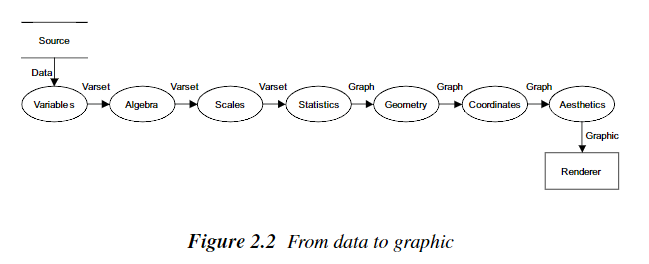 Source
Data
Varset Varset Varset Graph Graph Graph
Variables Algebra Scales Statistics Geometry Coordinates Aesthetics
Graphic
Renderer
Figure 2.2 From data to graphic